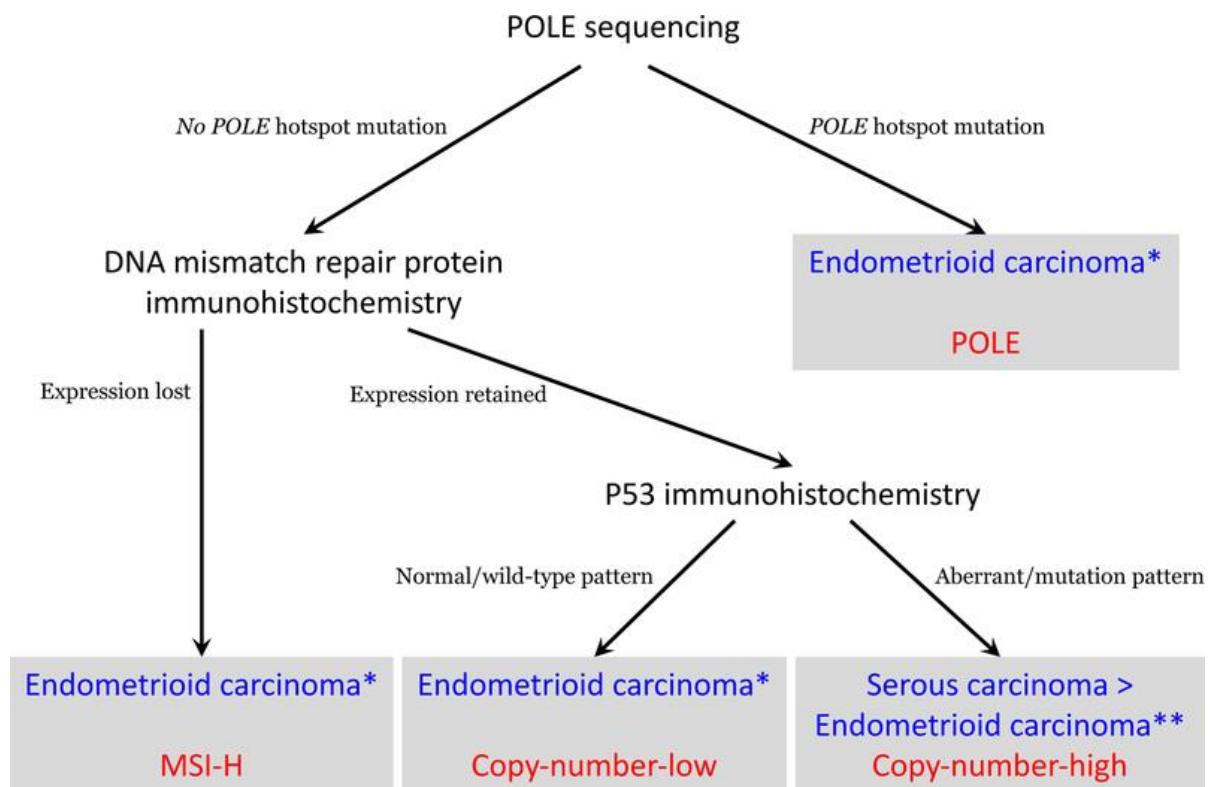 POLE sequencing
No POLE hotspot mutation
POLE hotspot mutation
DNA mismatch repair protein
immunohistochemistry
Endometrioid carcinoma*
POLE
Expression lost
Expression retained
P53 immunohistochemistry
Normal/wild-type pattern
Aberrant/mutation pattern
Endometrioid carcinoma*
MSI-H
Endometrioid carcinoma*
Copy-number-low
Serous carcinoma >
Endometrioid carcinoma**
Copy-number-high